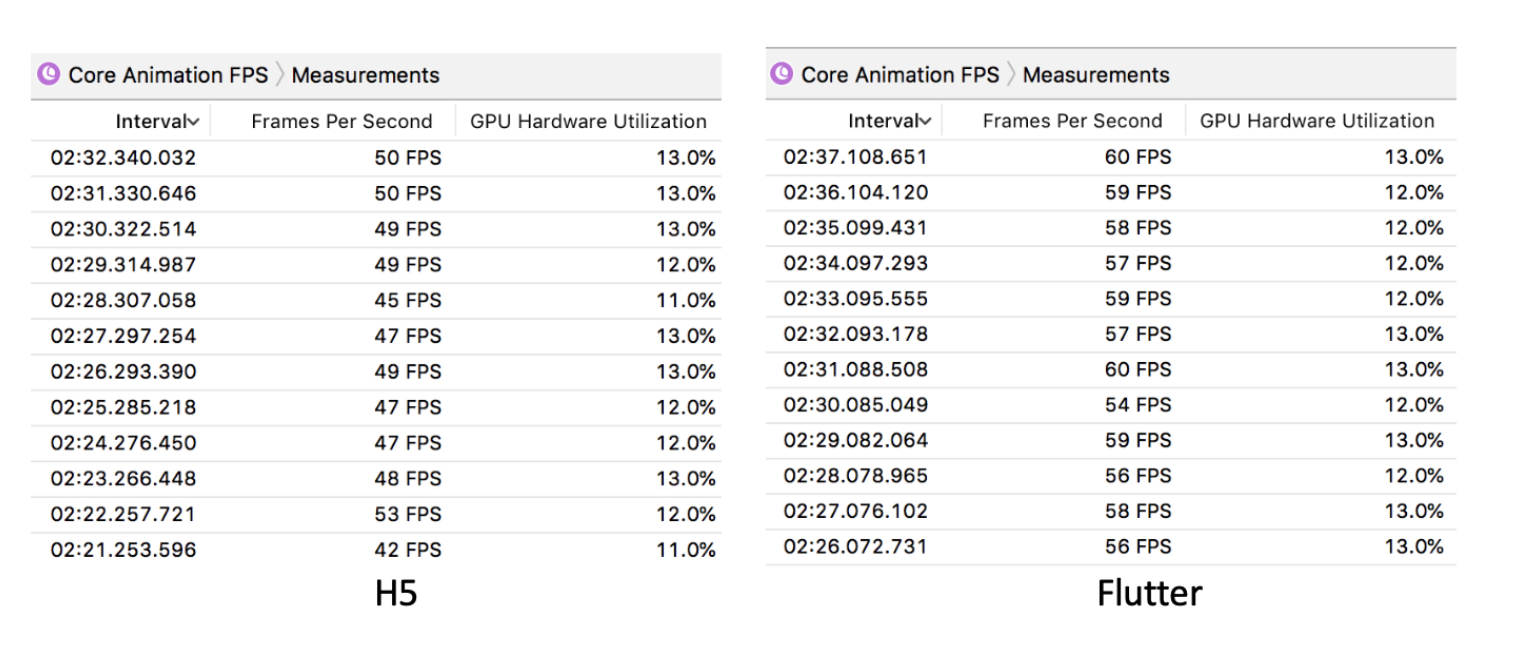 Core Animation FPS 〉 Measurements
Interval Frames Per Second GPU Hardware Utilization
02:32.340.032 50 FPS 13.0%
02:31.330.646 50 FPS 13.0%
02:30.322.514 49 FPS 13.0%
02:29.314.987 49 FPS 12.0%
02:28.307.058 45 FPS 11.0%
02:27.297.254 47 FPS 13.0%
02:26.293.390 49 FPS 13.0%
02:25.285.218 47 FPS 12.0%
02:24.276.450 47 FPS 12.0%
02:23.266.448 48 FPS 13.0%
02:22.257.721 53 FPS 12.0%
02:21.253.596 42 FPS 11.0%
H5
Core Animation FPS 〉 Measurements
Interval Frames Per Second GPU Hardware Utilization
02:37.108.651 60 FPS 13.0%
02:36.104.120 59 FPS 12.0%
02:35.099.431 58 FPS 12.0%
02:34.097.293 57 FPS 12.0%
02:33.095.555 59 FPS 12.0%
02:32.093.178 57 FPS 13.0%
02:31.088.508 60 FPS 13.0%
02:30.085.049 54 FPS 12.0%
02:29.082.064 59 FPS 13.0%
02:28.078.965 56 FPS 12.0%
02:27.076.102 58 FPS 13.0%
02:26.072.731 56 FPS 13.0%
Flutter